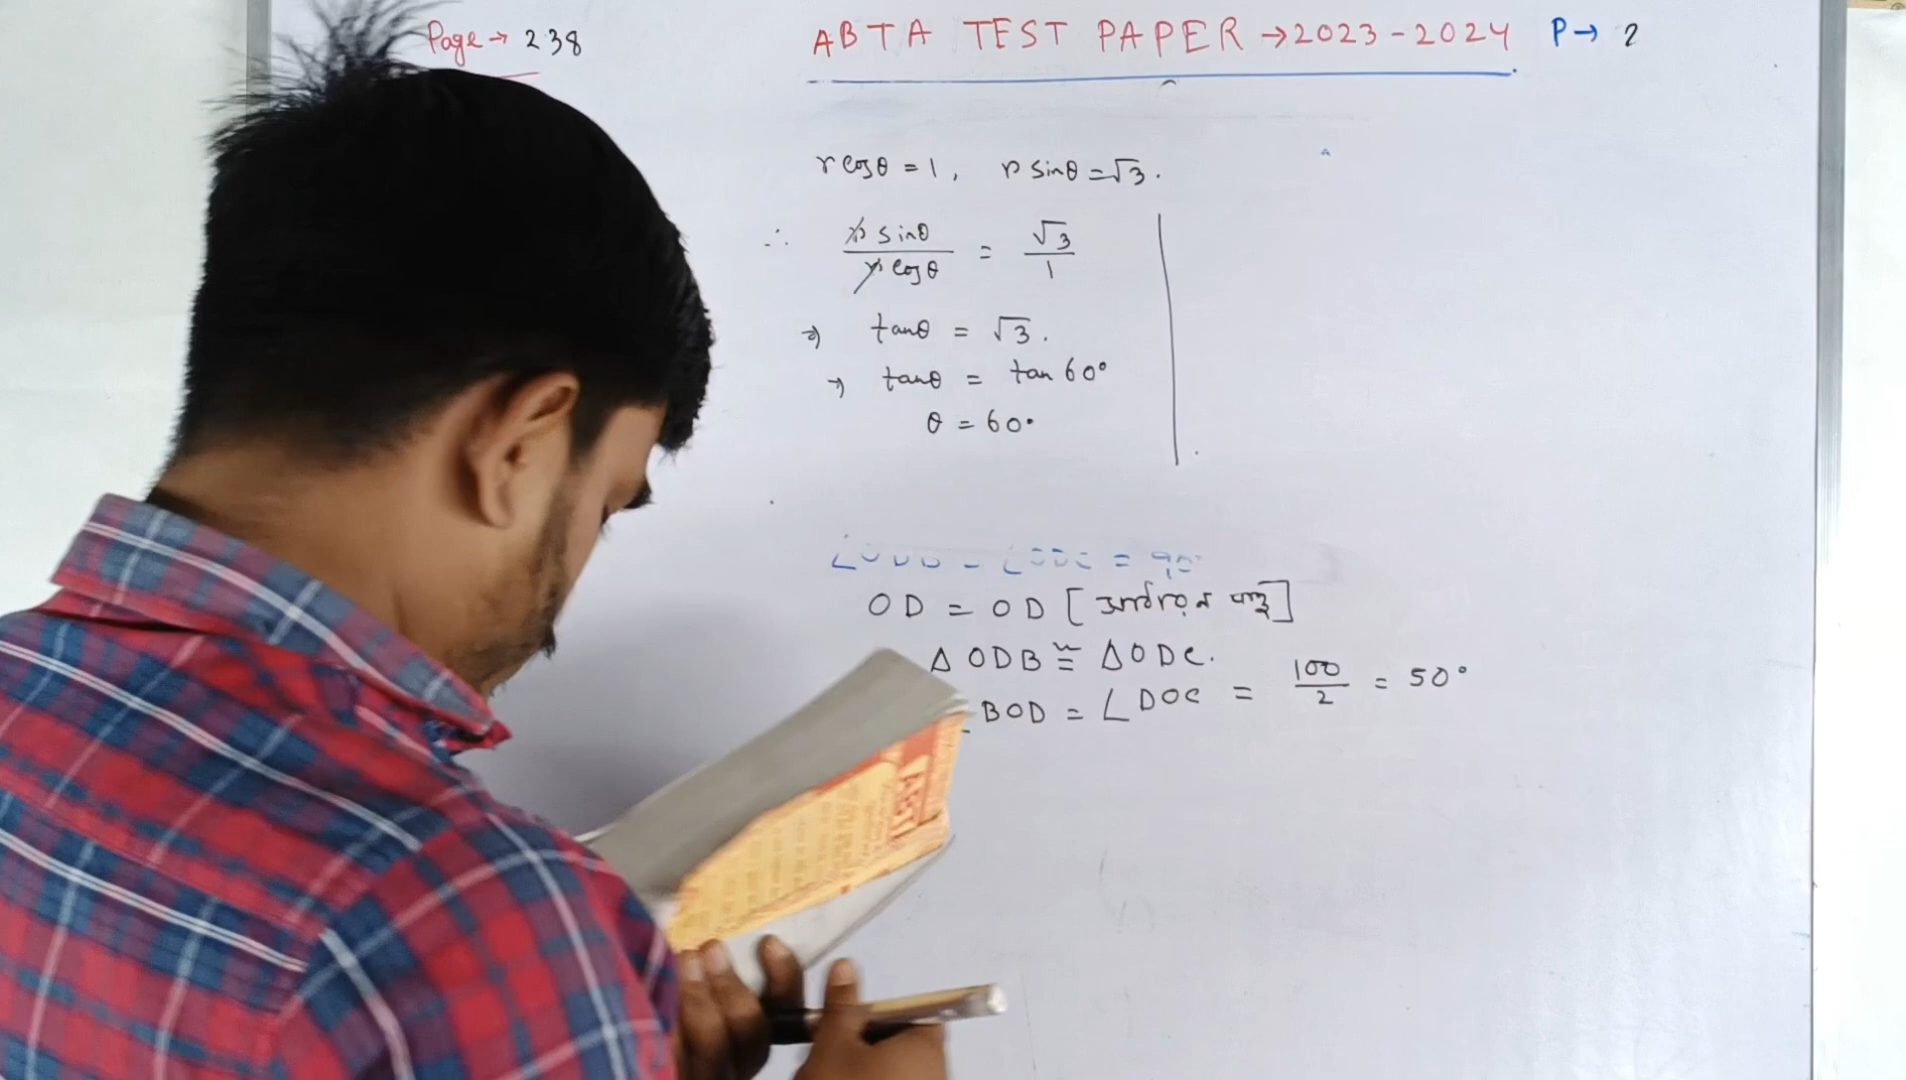 Page → 238
ABTA TEST PAPER → 2023-2024 P→ 2
r cosθ = 1, r sinθ = √3.
∴ r sinθ / r cosθ = √3 / 1
⇒ tanθ = √3.
⇒ tanθ = tan 60°
θ = 60°
= 90°
OD = OD [
Δ ODB ≅ Δ ODC.
BOD = ∠DOC = 100/2 = 50°